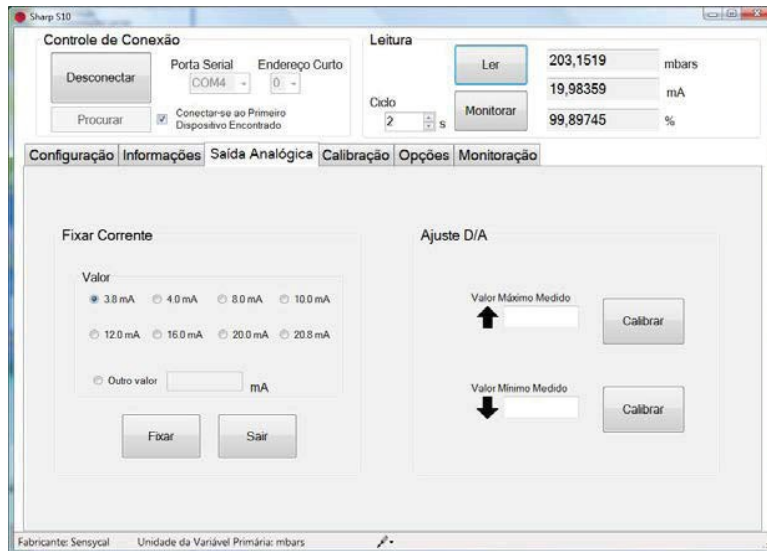 Sharp S10
Controle de Conexão
Desconectar
Porta Serial
Endereço Curto
COM4
0
Procurar
Conectar-se ao Primeiro
Dispositivo Encontrado
Leitura
Ler
203,1519 mbars
Ciclo
2 s
Monitorar
19,98359 mA
99,89745 %
Configuração Informações Saída Analógica Calibração Opções Monitoração
Fixar Corrente
Valor
3.8 mA 4.0 mA 8.0 mA 10.0 mA
12.0 mA 16.0 mA 20.0 mA 20.8 mA
Outro valor mA
Fixar Sair
Ajuste D/A
Valor Máximo Medido
Calibrar
Valor Mínimo Medido
Calibrar
Fabricante: Sensycal Unidade da Variável Primária: mbars